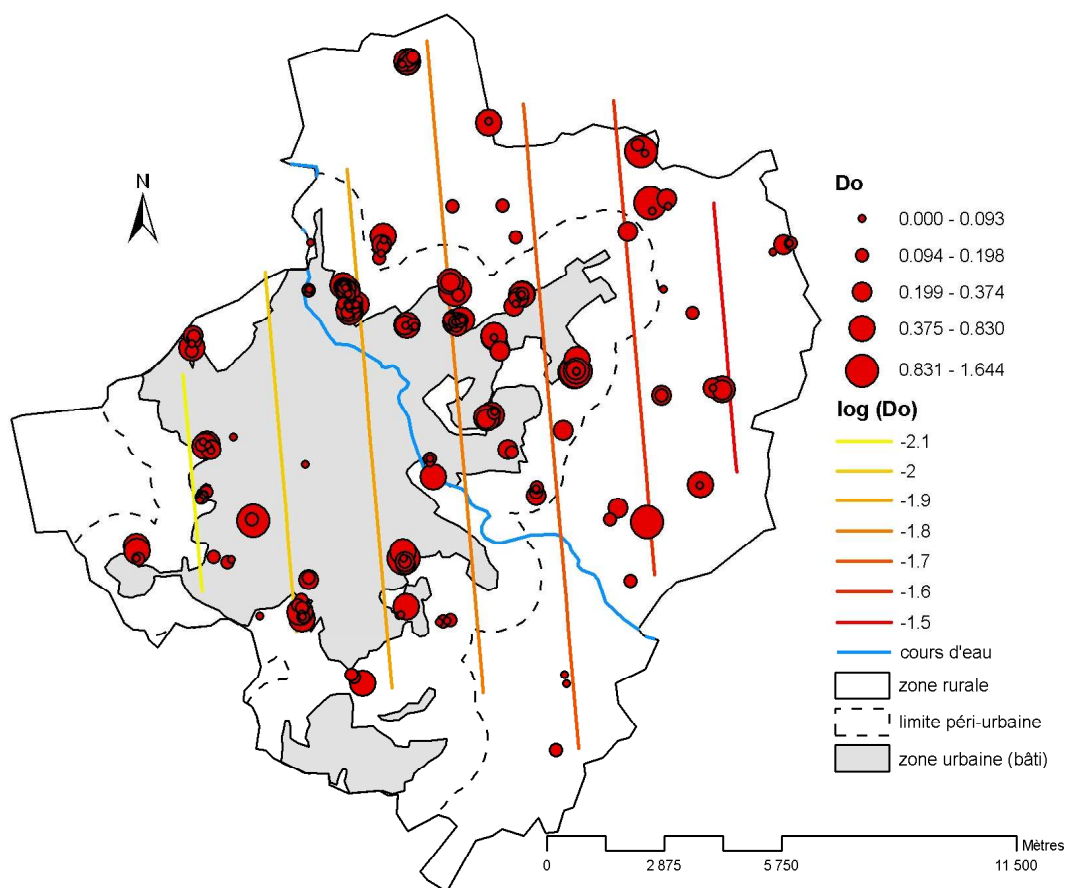 N
Do
0.000 - 0.093
0.094 - 0.198
0.199 - 0.374
0.375 - 0.830
0.831 - 1.644
log (Do)
-2.1
-2
-1.9
-1.8
-1.7
-1.6
-1.5
cours d'eau
zone rurale
limite péri-urbaine
zone urbaine (bâti)
Mètres
0 2 875 5 750 11 500